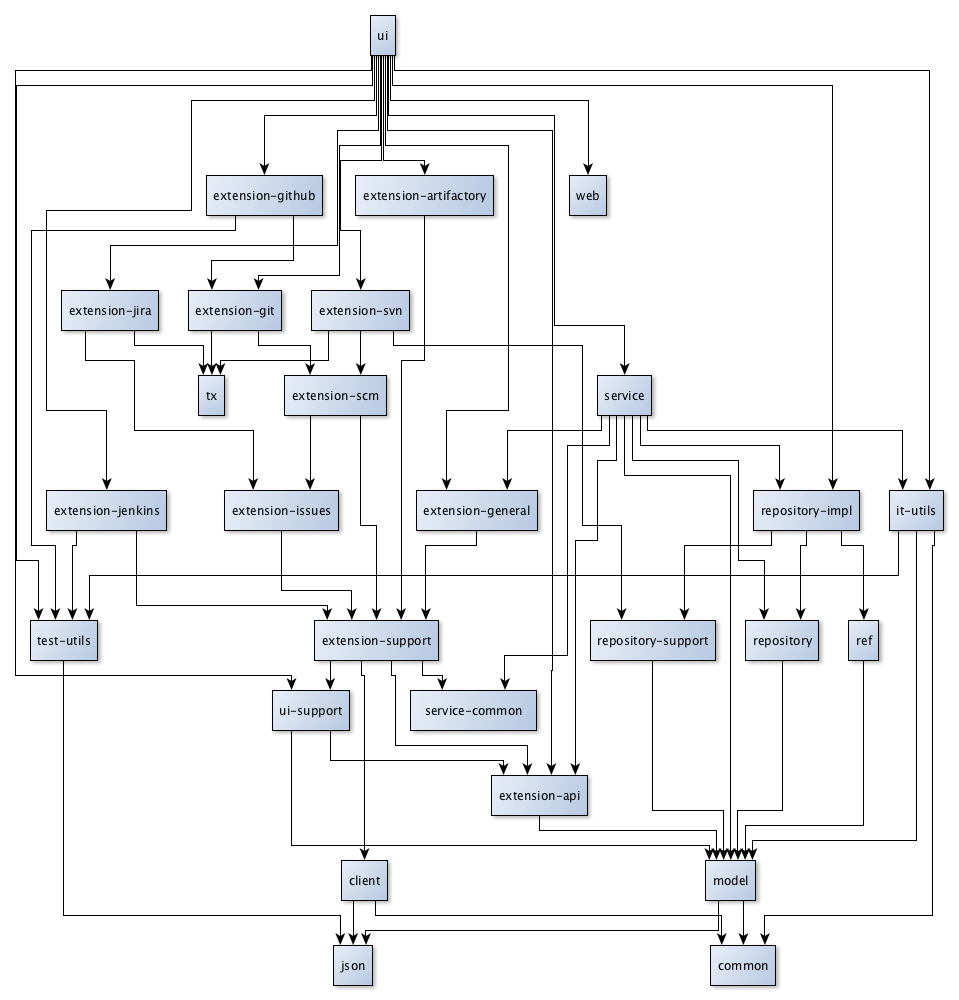 ui
extension-github
extension-artifactory
web
extension-jira
extension-git
extension-svn
tx
extension-scm
service
extension-jenkins
extension-issues
extension-general
repository-impl
it-utils
test-utils
extension-support
repository-support
repository
ref
ui-support
service-common
extension-api
client
model
json
common